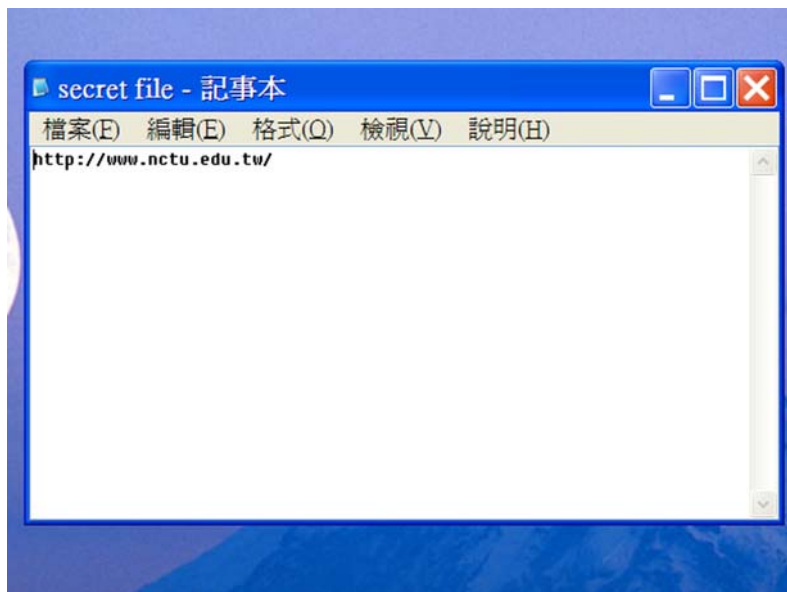 secret file - 記事本
檔案(F) 編輯(E) 格式(O) 檢視(V) 說明(H)
http://www.nctu.edu.tw/